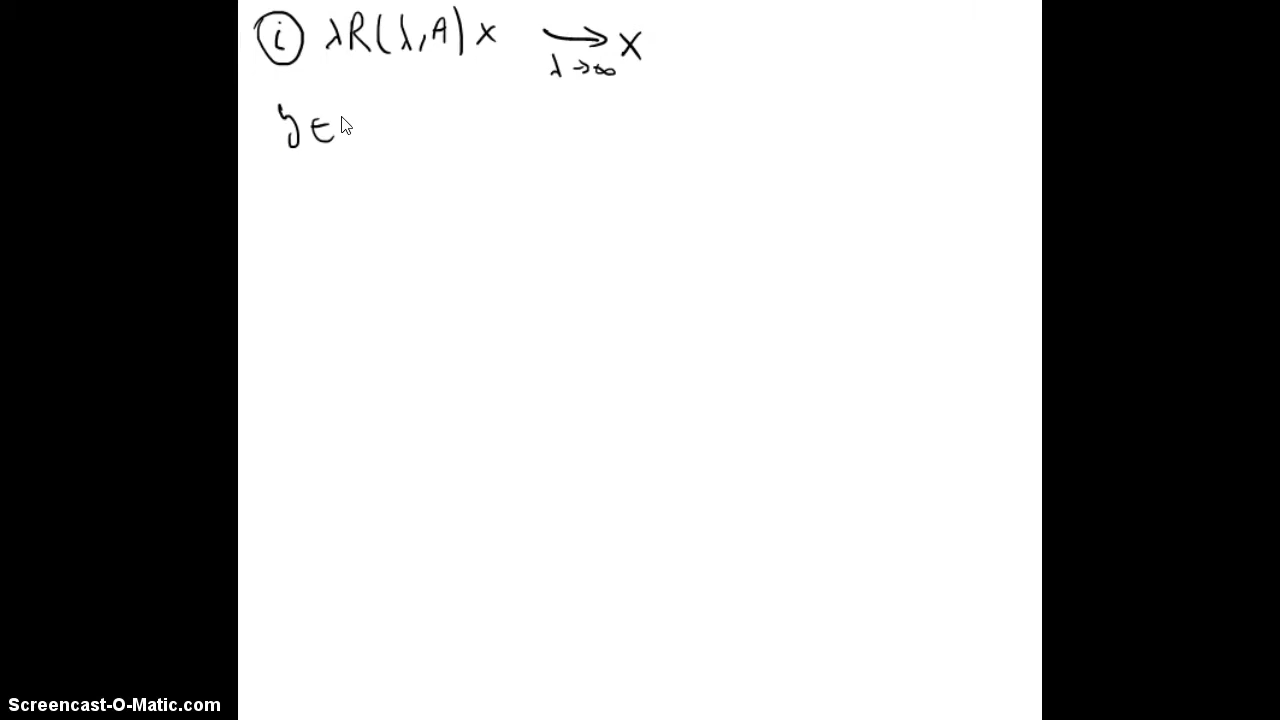 (i) λR(λ,A)x ⟶ x
λ→∞
y ∈
Screencast-O-Matic.com